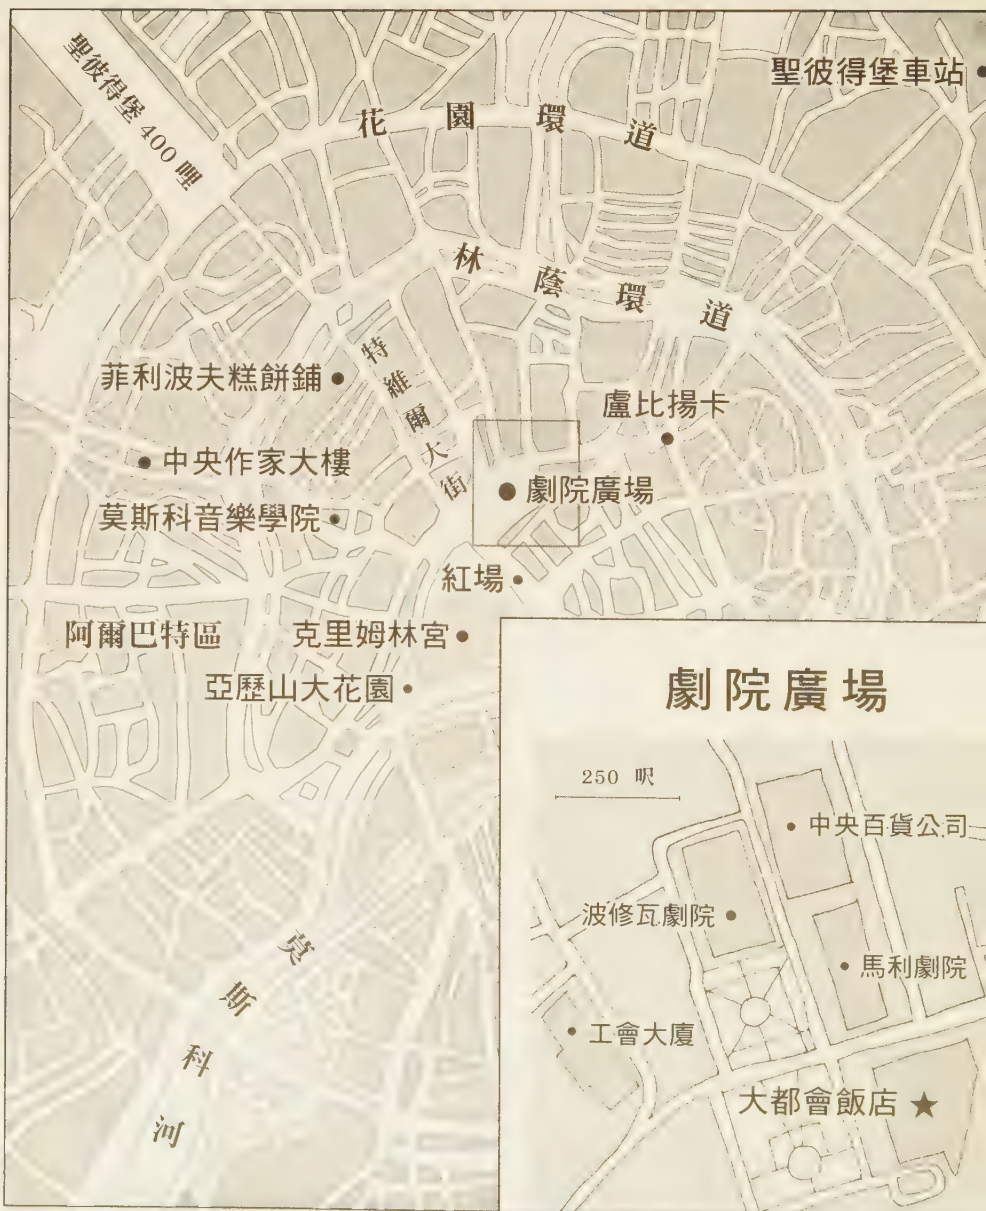 聖彼得堡車站
聖彼得堡 400 哩
花園環道
林蔭環道
特維爾大街
菲利波夫糕餅鋪
盧比揚卡
中央作家大樓
劇院廣場
莫斯科音樂學院
紅場
阿爾巴特區
克里姆林宮
亞歷山大花園
莫斯科河
劇院廣場
250 呎
中央百貨公司
波修瓦劇院
馬利劇院
工會大廈
大都會飯店